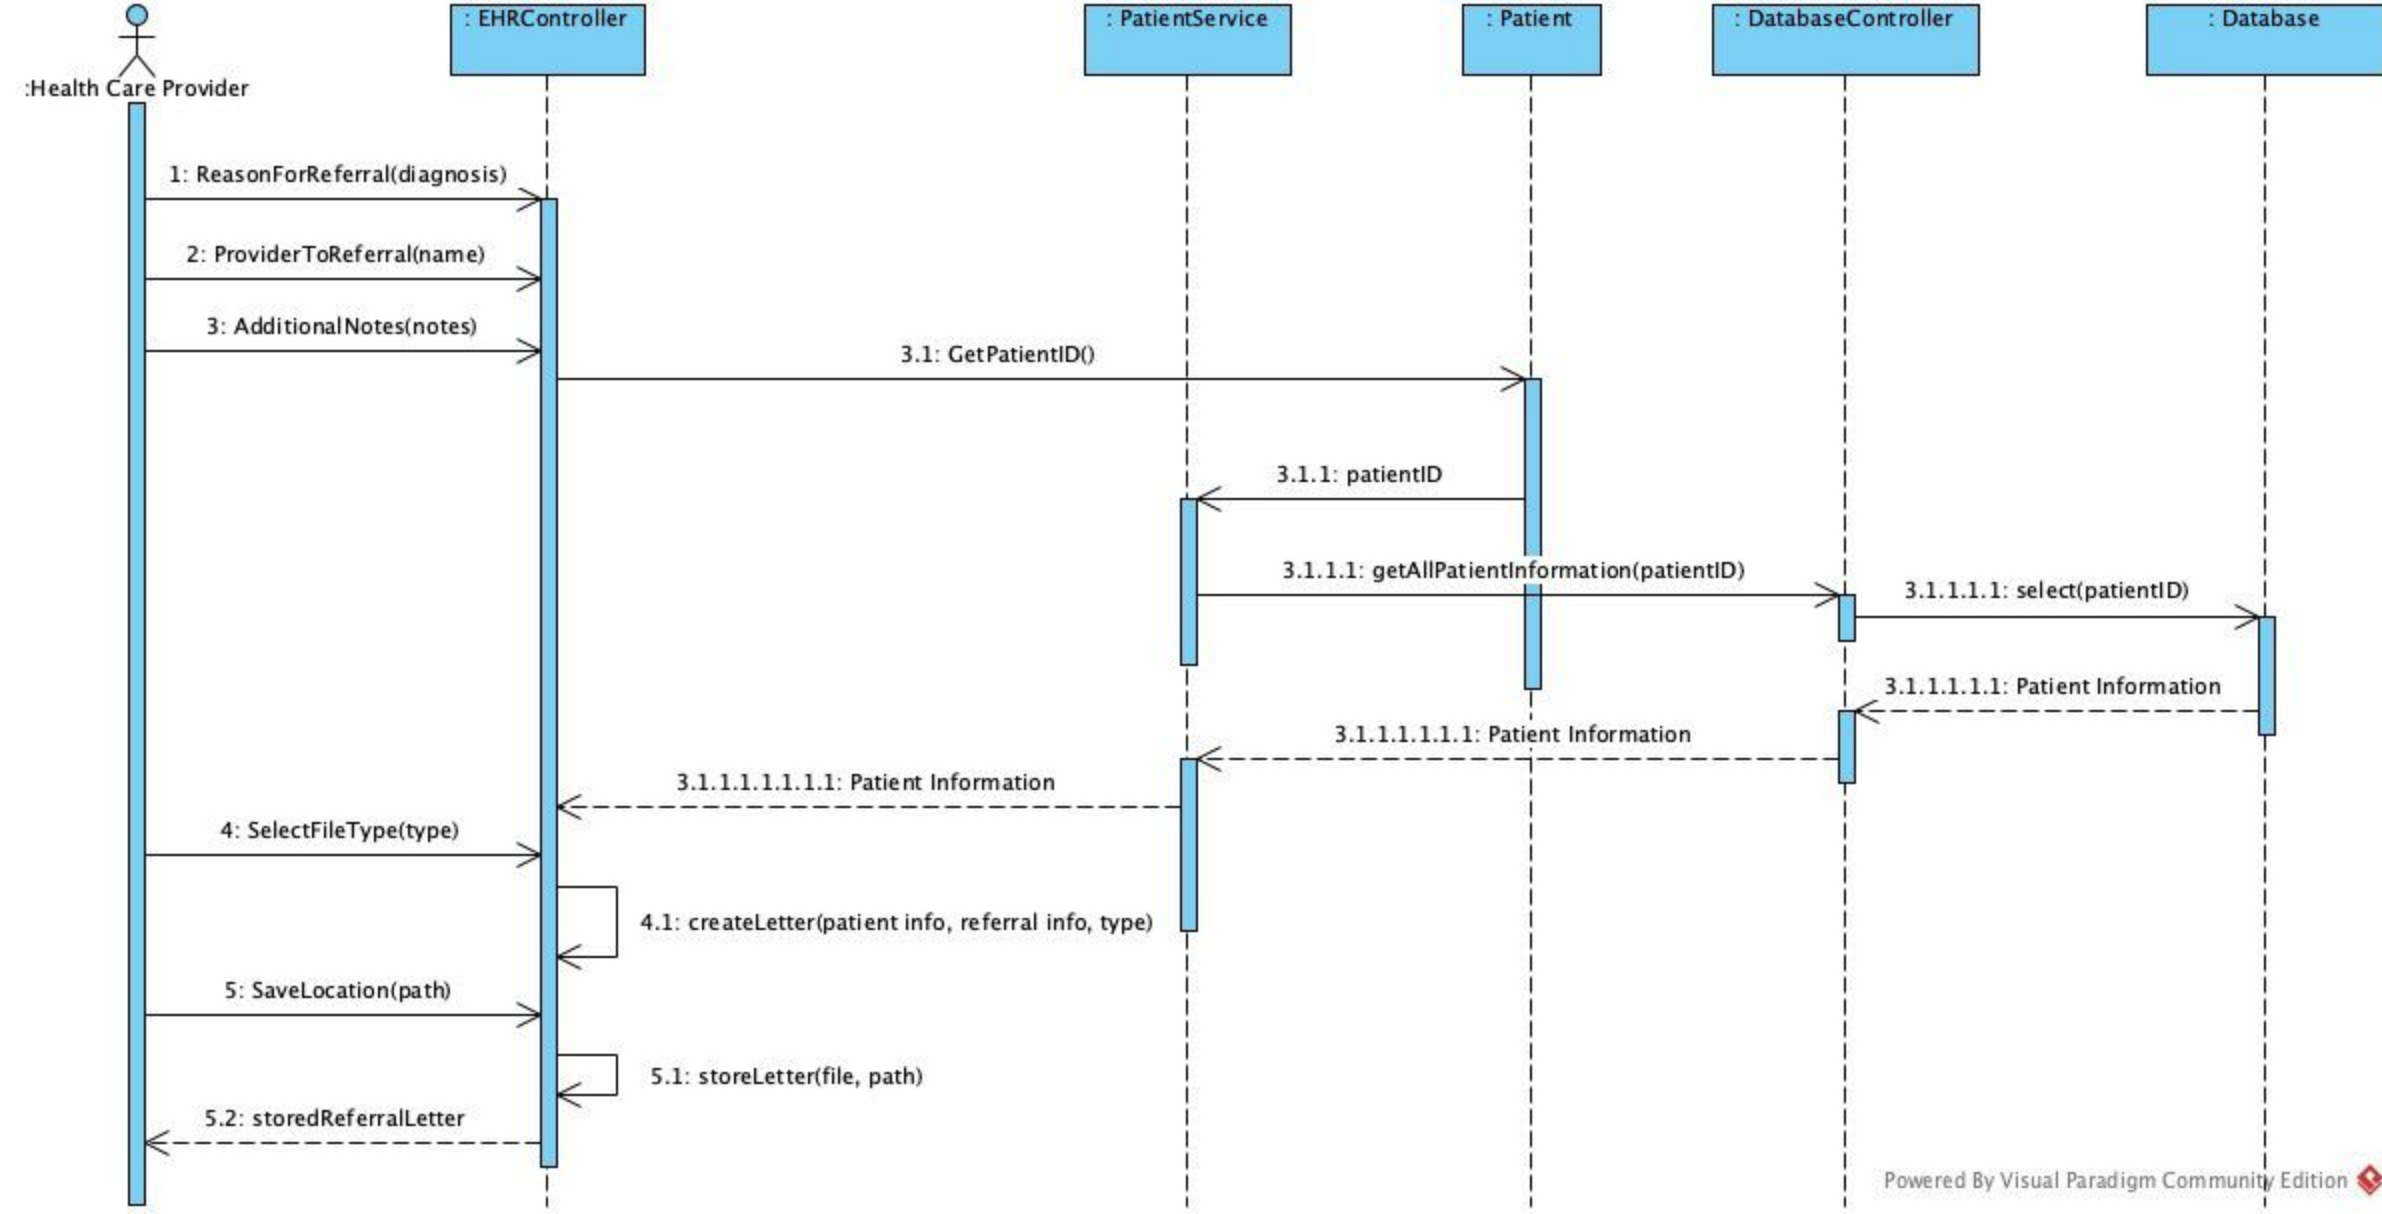 : EHRController
: PatientService
: Patient
: DatabaseController
: Database
:Health Care Provider
1: ReasonForReferral(diagnosis)
2: ProviderToReferral(name)
3: AdditionalNotes(notes)
3.1: GetPatientID()
3.1.1: patientID
3.1.1.1: getAllPatientInformation(patientID)
3.1.1.1.1: select(patientID)
3.1.1.1.1.1: Patient Information
3.1.1.1.1.1.1: Patient Information
3.1.1.1.1.1.1.1: Patient Information
4: SelectFileType(type)
4.1: createLetter(patient info, referral info, type)
5: SaveLocation(path)
5.1: storeLetter(file, path)
5.2: storedReferralLetter
Powered By Visual Paradigm Community Edition